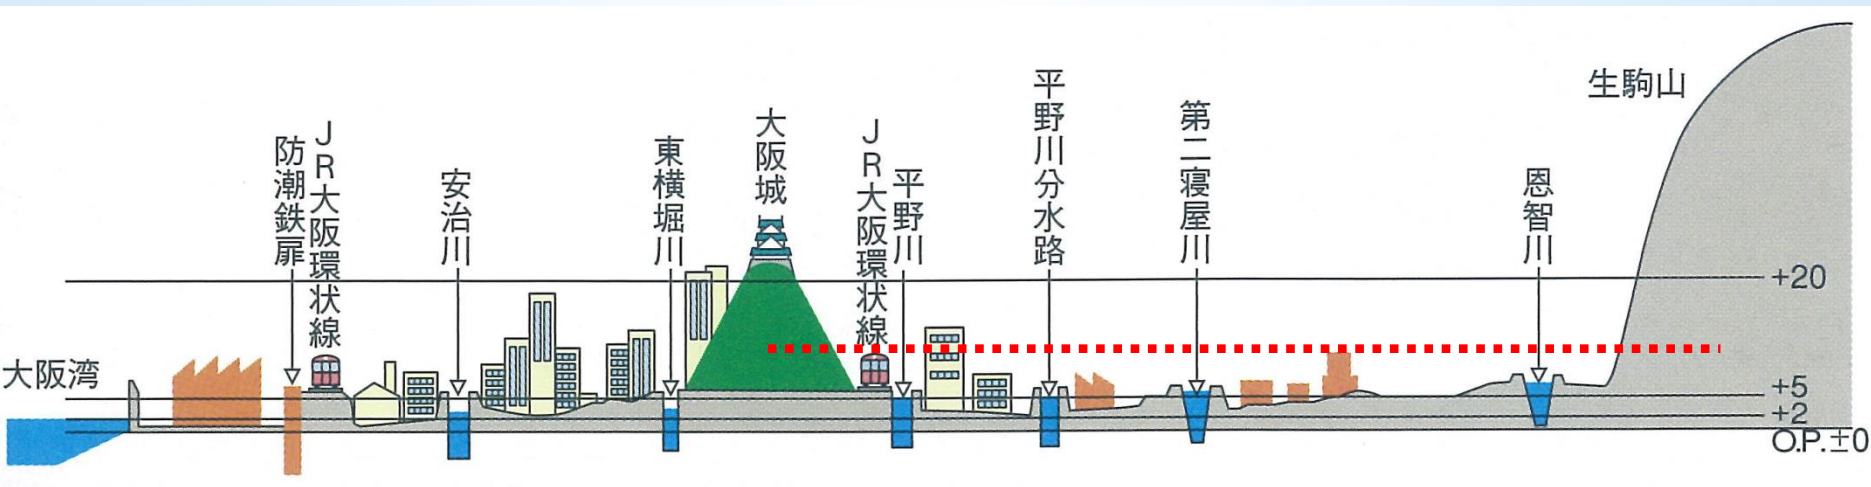 大阪湾
防潮鉄扉
JR大阪環状線
安治川
東横堀川
大阪城
JR大阪環状線
平野川
平野川分水路
第二寝屋川
恩智川
生駒山
+20
+5
+2
O.P.±0